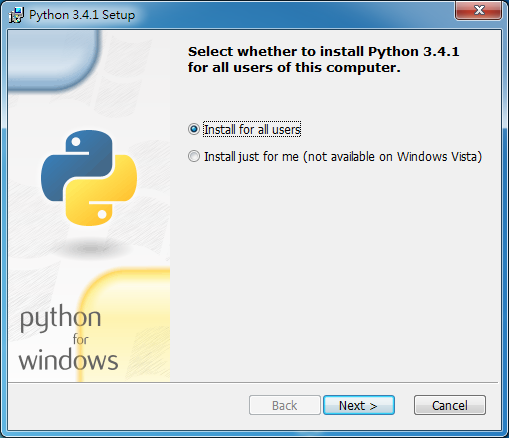 Python 3.4.1 Setup
Select whether to install Python 3.4.1
for all users of this computer.
Install for all users
Install just for me (not available on Windows Vista)
python
for
windows
Back
Next >
Cancel